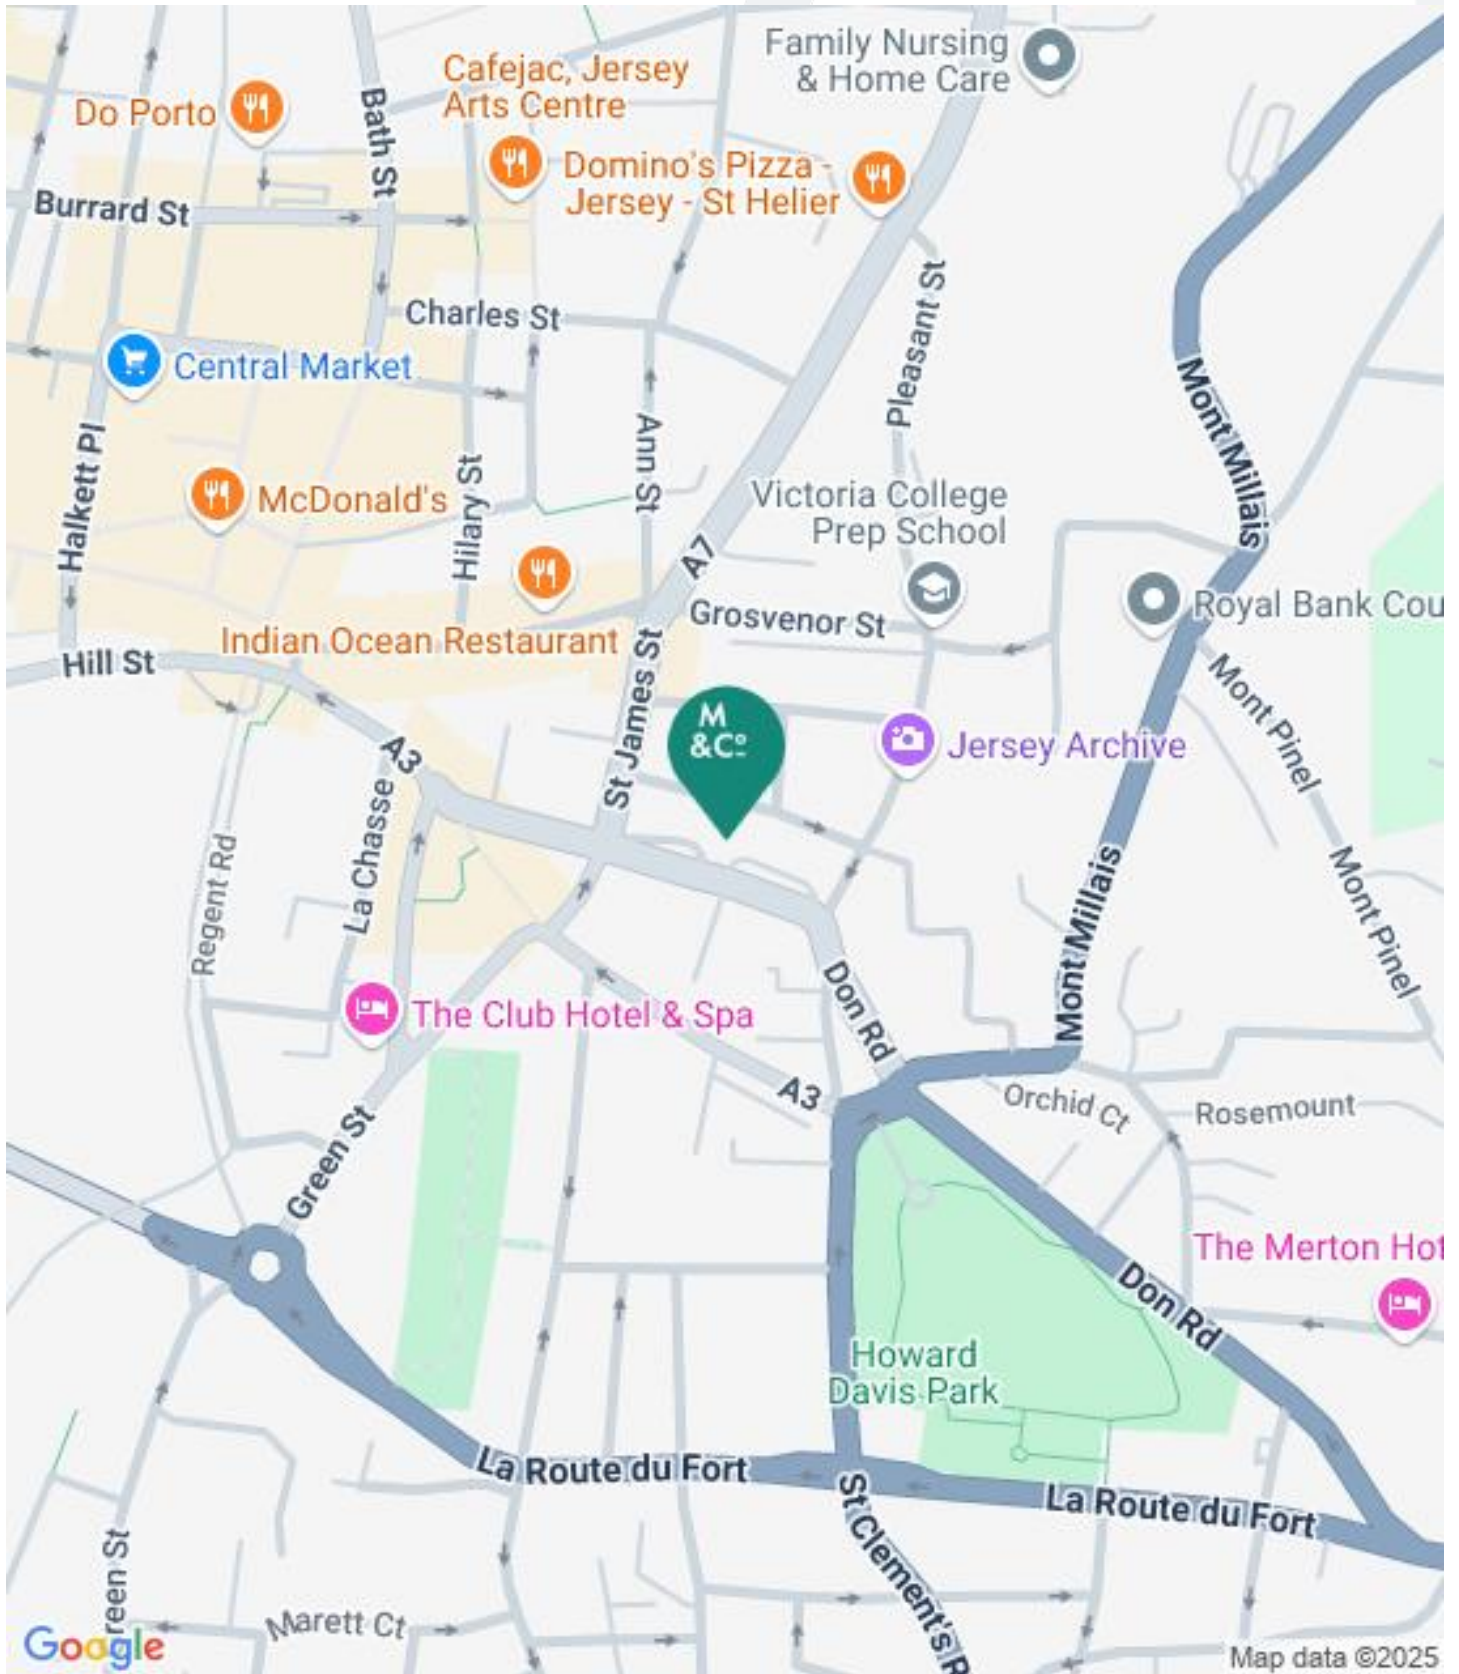 Family Nursing
& Home Care
Cafejac, Jersey
Arts Centre
Do Porto
Bath St
Domino's Pizza -
Jersey - St Helier
Burrard St
Pleasant St
Charles St
Central Market
Mont Millais
Halkett Pl
Ann St
McDonald's
Hilary St
Victoria College
Prep School
A7
Grosvenor St
Royal Bank Cou
Indian Ocean Restaurant
Hill St
St James St
Mont Pinel
M
&Cº
Jersey Archive
A3
La Chasse
Regent Rd
Mont Millais
Mont Pinel
Don Rd
The Club Hotel & Spa
A3
Orchid Ct
Rosemount
Green St
The Merton Hot
Don Rd
Howard
Davis Park
La Route du Fort
La Route du Fort
St Clement's R
reen St
Marett Ct
Google
Map data ©2025